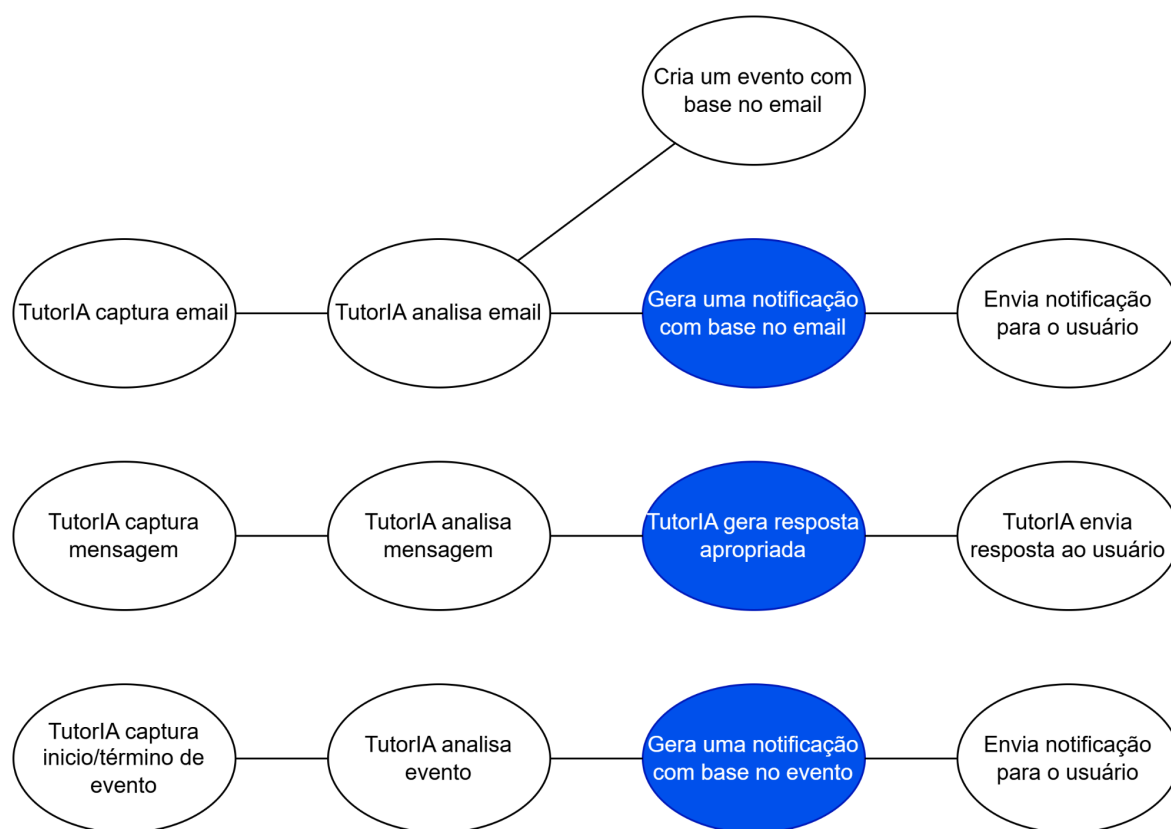 Cria um evento com
base no email
TutorIA captura email
TutorIA analisa email
Gera uma notificação
com base no email
Envia notificação
para o usuário
TutorIA captura
mensagem
TutorIA analisa
mensagem
TutorIA gera resposta
apropriada
TutorIA envia
resposta ao usuário
TutorIA captura
inicio/término de
evento
TutorIA analisa
evento
Gera uma notificação
com base no evento
Envia notificação
para o usuário